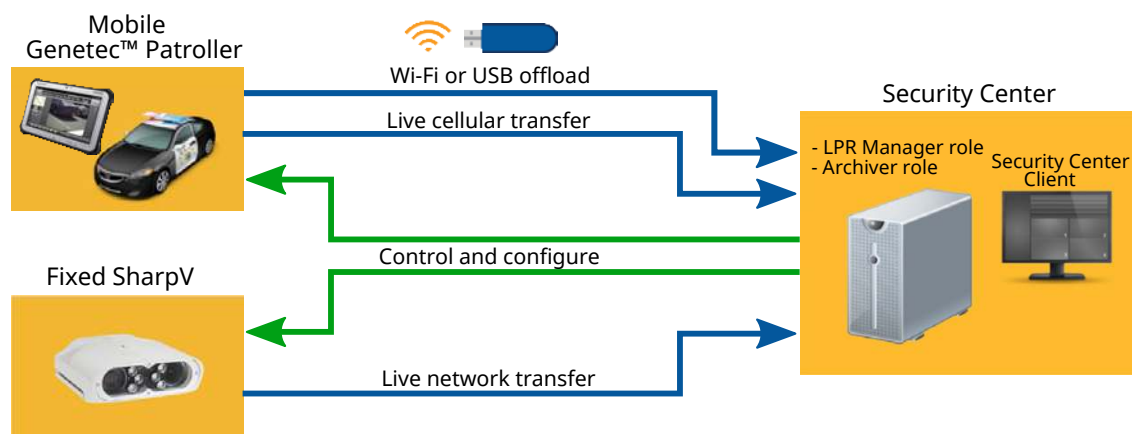 Mobile
Genetec™ Patroller
Wi-Fi or USB offload
Live cellular transfer
Security Center
- LPR Manager role
- Archiver role
Security Center
Client
Control and configure
Fixed SharpV
Live network transfer